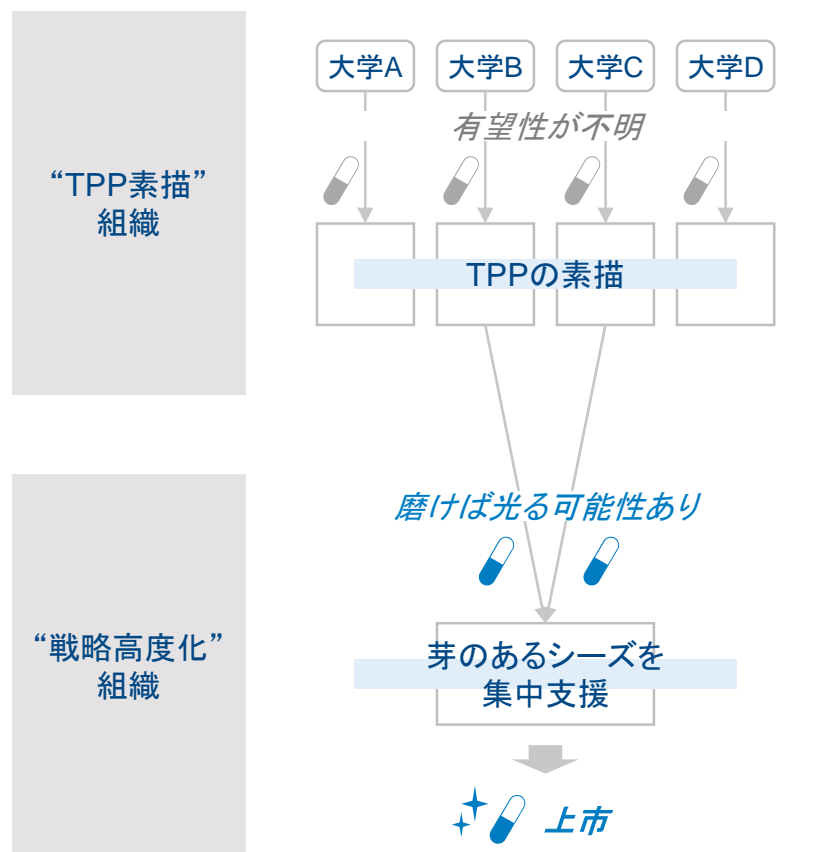 大学A
大学B
大学C
大学D
有望性が不明
“TPP素描”
組織
TPPの素描
磨けば光る可能性あり
“戦略高度化”
組織
芽のあるシーズを
集中支援
上市